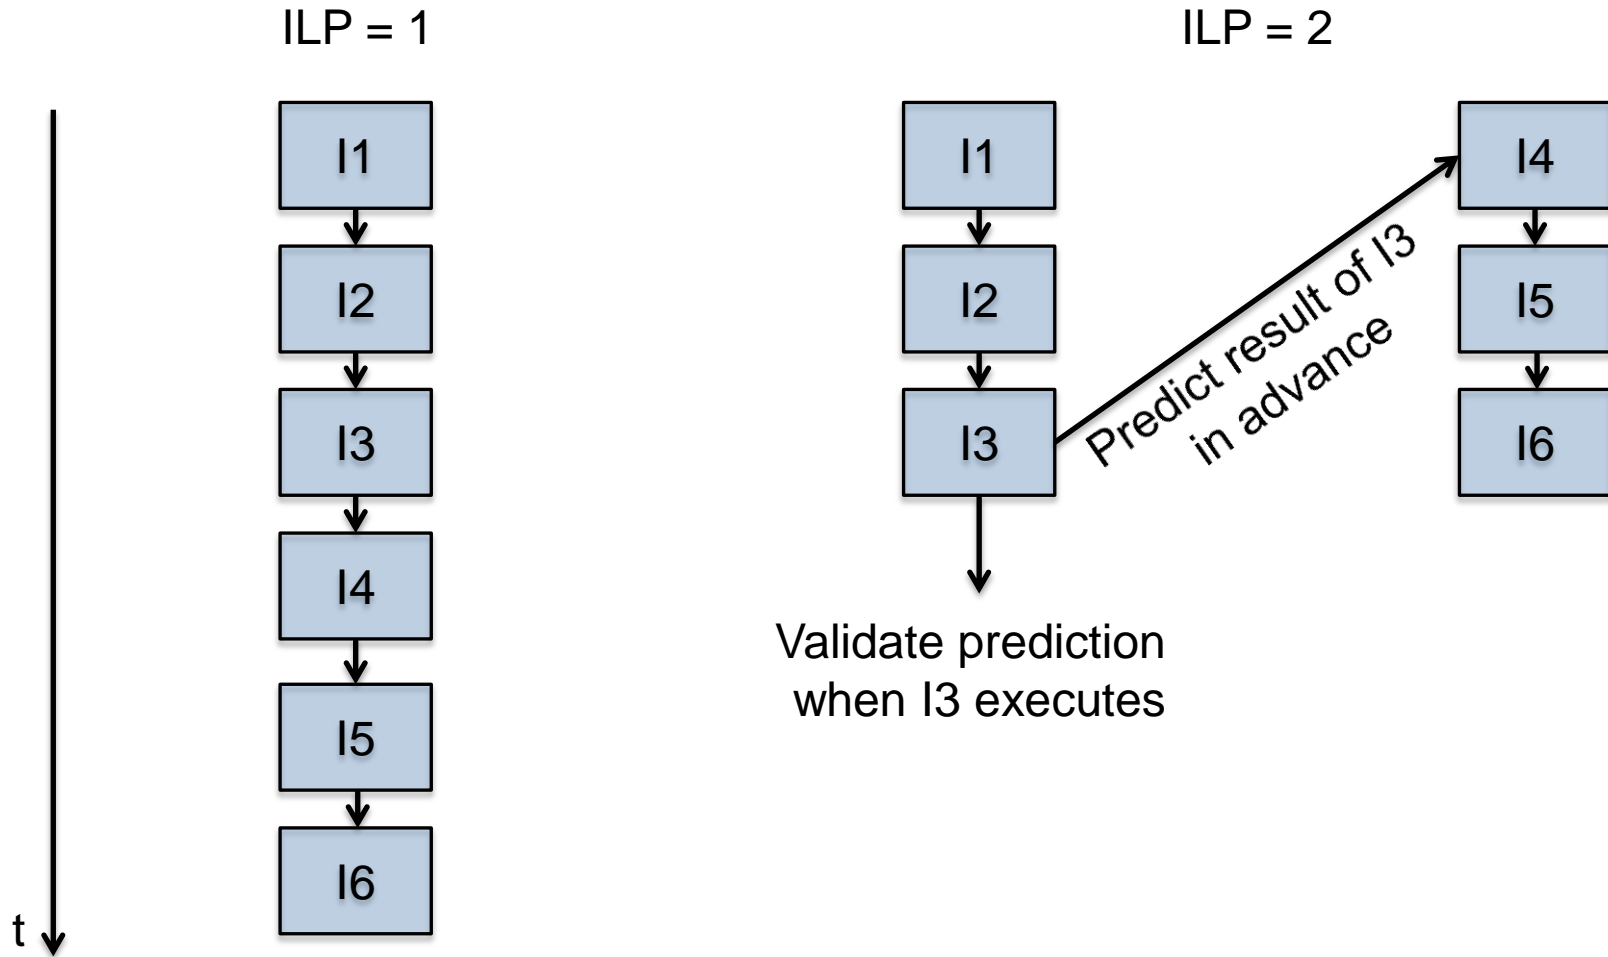 ILP = 1
ILP = 2
I1
I2
I3
I4
I5
I6
t
I1
I2
I3
Predict result of I3
in advance
Validate prediction
when I3 executes
I4
I5
I6